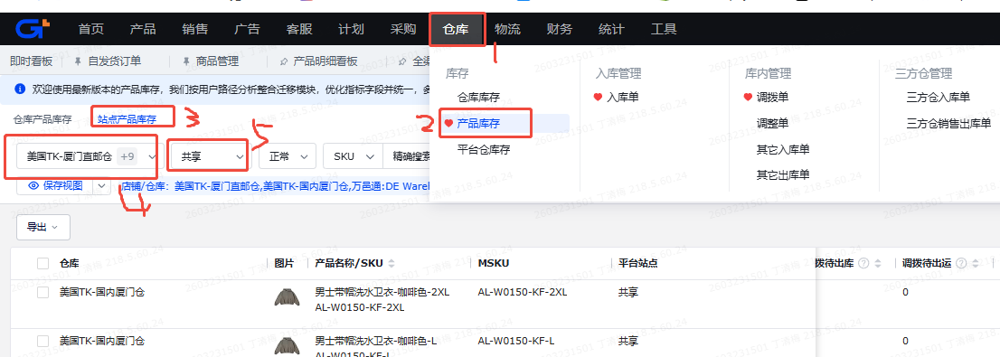 G
首页 产品 销售 广告 客服 计划 采购 仓库 物流 财务 统计 工具
1
即时看板 自发货订单 商品管理 产品明细看板 全渠
库存 入库管理 库内管理 三方仓管理
欢迎使用最新版本的产品库存，我们按用户路径分析整合迁移模块，优化指标字段并统一，多
仓库库存 入库单 调拨单 三方仓入库单
仓库产品库存 站点产品库存 3 5 2 产品库存 调整单 三方仓销售出库单
美国TK-厦门直邮仓 +9 共享 正常 SKU 精确搜索 平台仓库存 其它入库单
保存视图 4 店铺/仓库：美国TK-厦门直邮仓,美国TK-国内厦门仓,万邑通:DE Wareh 其它出库单
导出
仓库 图片 产品名称/SKU MSKU 平台站点 拨待出库 调拨待出运
美国TK-国内厦门仓 男士带帽洗水卫衣-咖啡色-2XL AL-W0150-KF-2XL 共享 0
AL-W0150-KF-2XL
美国TK-国内厦门仓 男士带帽洗水卫衣-咖啡色-L AL-W0150-KF-L 共享 0
AL-W0150-KF-L
2603231501 丁清梅 218.5.60.24